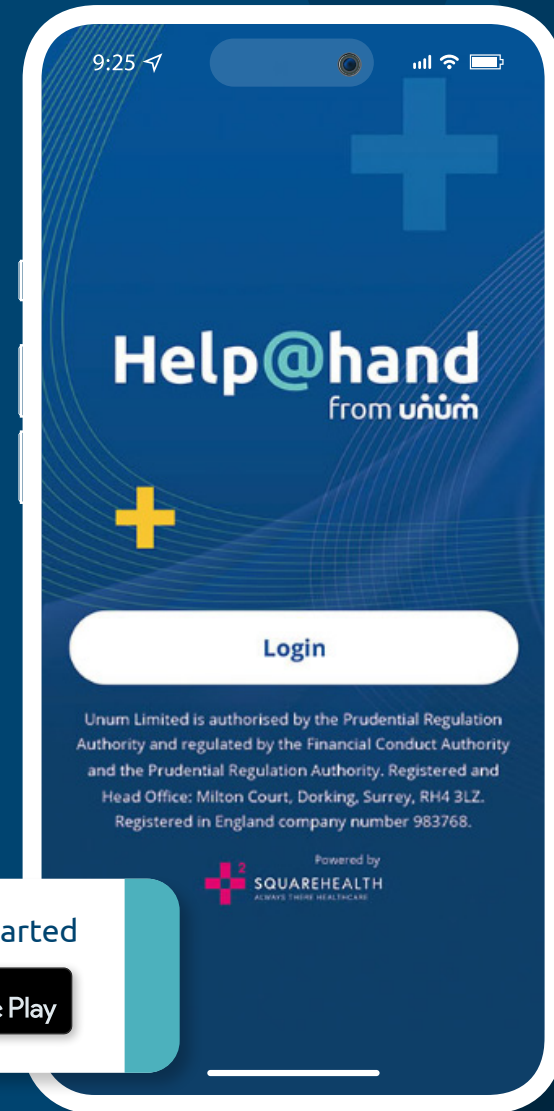 9:25
Help@hand
from unum
Login
Unum Limited is authorised by the Prudential Regulation
Authority and regulated by the Financial Conduct Authority
and the Prudential Regulation Authority. Registered and
Head Office: Milton Court, Dorking, Surrey, RH4 3LZ.
Registered in England company number 983768.
Powered by
2
SQUAREHEALTH
ALWAYS THERE HEALTHCARE
arted
Play